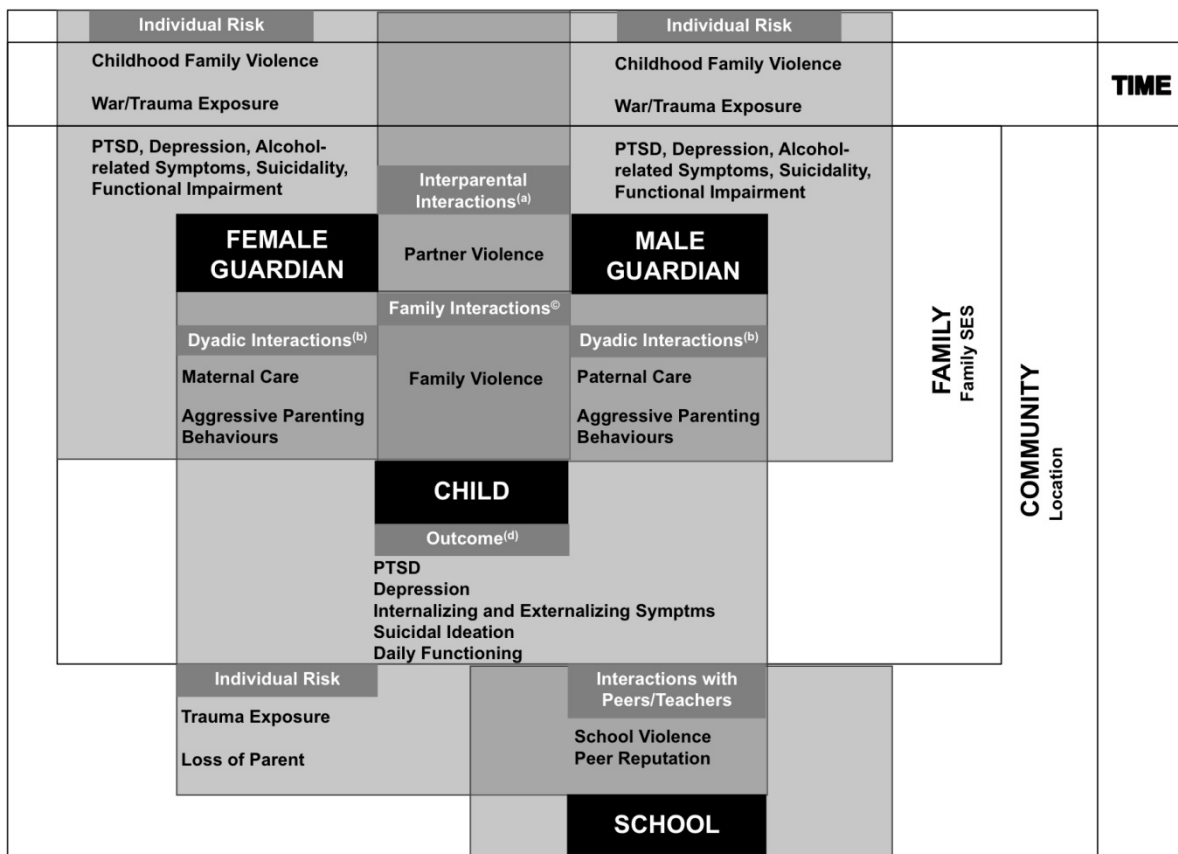 Individual Risk
Individual Risk
Childhood Family Violence
Childhood Family Violence
War/Trauma Exposure
War/Trauma Exposure
TIME
PTSD, Depression, Alcohol-
related Symptoms, Suicidality,
Functional Impairment
PTSD, Depression, Alcohol-
related Symptoms, Suicidality,
Functional Impairment
Interparental
Interactions(a)
FEMALE
GUARDIAN
Partner Violence
MALE
GUARDIAN
Family Interactions©
Dyadic Interactions(b)
Dyadic Interactions(b)
Maternal Care
Family Violence
Paternal Care
Aggressive Parenting
Behaviours
Aggressive Parenting
Behaviours
FAMILY
Family SES
COMMUNITY
Location
CHILD
Outcome(d)
PTSD
Depression
Internalizing and Externalizing Symptms
Suicidal Ideation
Daily Functioning
Individual Risk
Interactions with
Peers/Teachers
Trauma Exposure
Loss of Parent
School Violence
Peer Reputation
SCHOOL